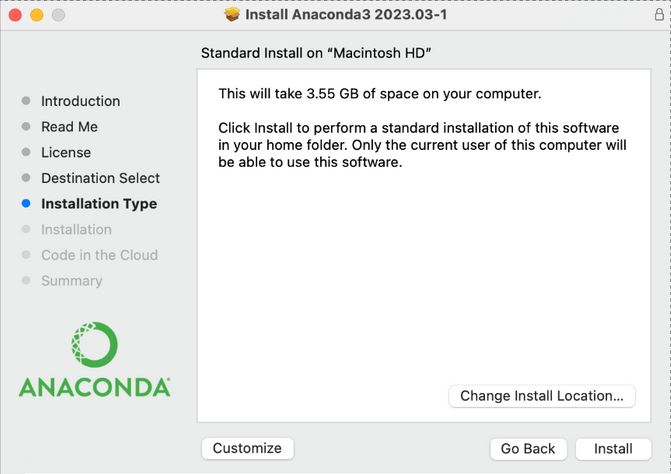 Install Anaconda3 2023.03-1
Standard Install on “Macintosh HD”
Introduction
Read Me
License
Destination Select
Installation Type
Installation
Code in the Cloud
Summary
ANACONDA
This will take 3.55 GB of space on your computer.
Click Install to perform a standard installation of this software
in your home folder. Only the current user of this computer will
be able to use this software.
Change Install Location...
Customize
Go Back
Install